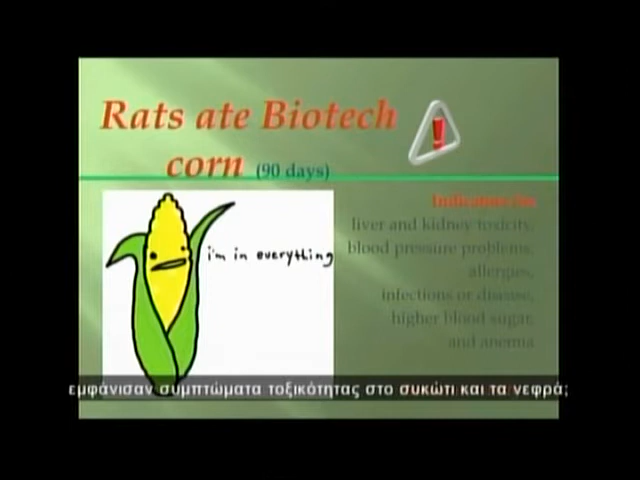 Rats ate Biotech
corn (90 days)
Indicators for
liver and kidney toxicity,
blood pressure problems,
allergies,
infections or disease,
higher blood sugar,
and anemia
i'm in everything
εμφάνισαν συμπτώματα τοξικότητας στο συκώτι και τα νεφρά;